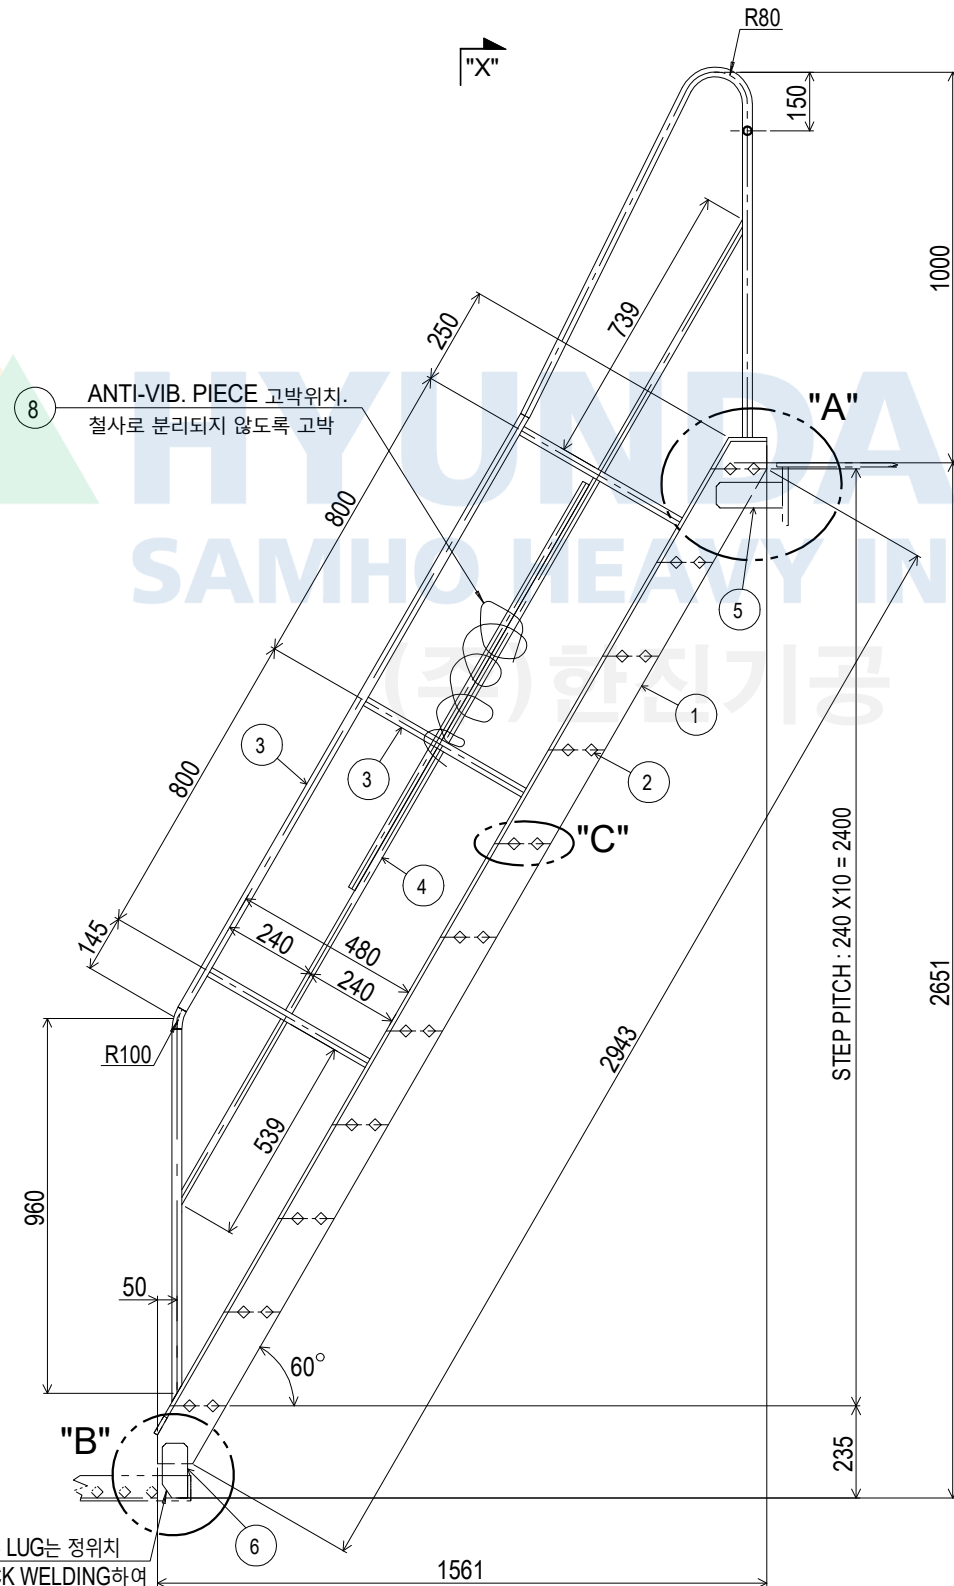 R80
"X"
150
1000
739
250
HYUNDA
"A"
8
ANTI-VIB. PIECE 고박위치.
철사로 분리되지 않도록 고박
800
SAMHO HEAVY IN
5
(주)한진기공
1
3
3
2
800
"C"
4
STEP PITCH : 240 X10 = 2400
145
240
480
240
2651
2943
R100
539
960
50
60°
"B"
235
6
LUG는 정위치
CK WELDING하여
1561